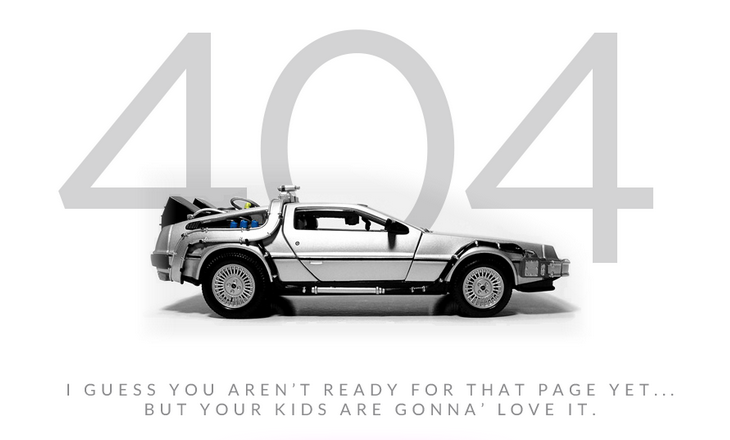 404
I GUESS YOU AREN'T READY FOR THAT PAGE YET...
BUT YOUR KIDS ARE GONNA' LOVE IT.